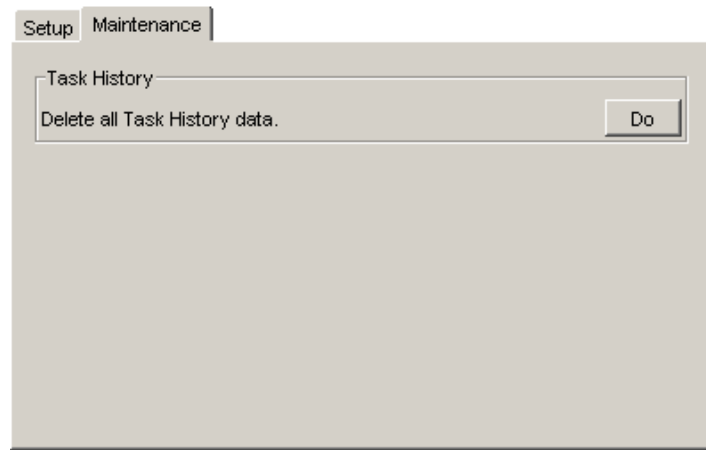 Setup Maintenance
Task History
Delete all Task History data. Do